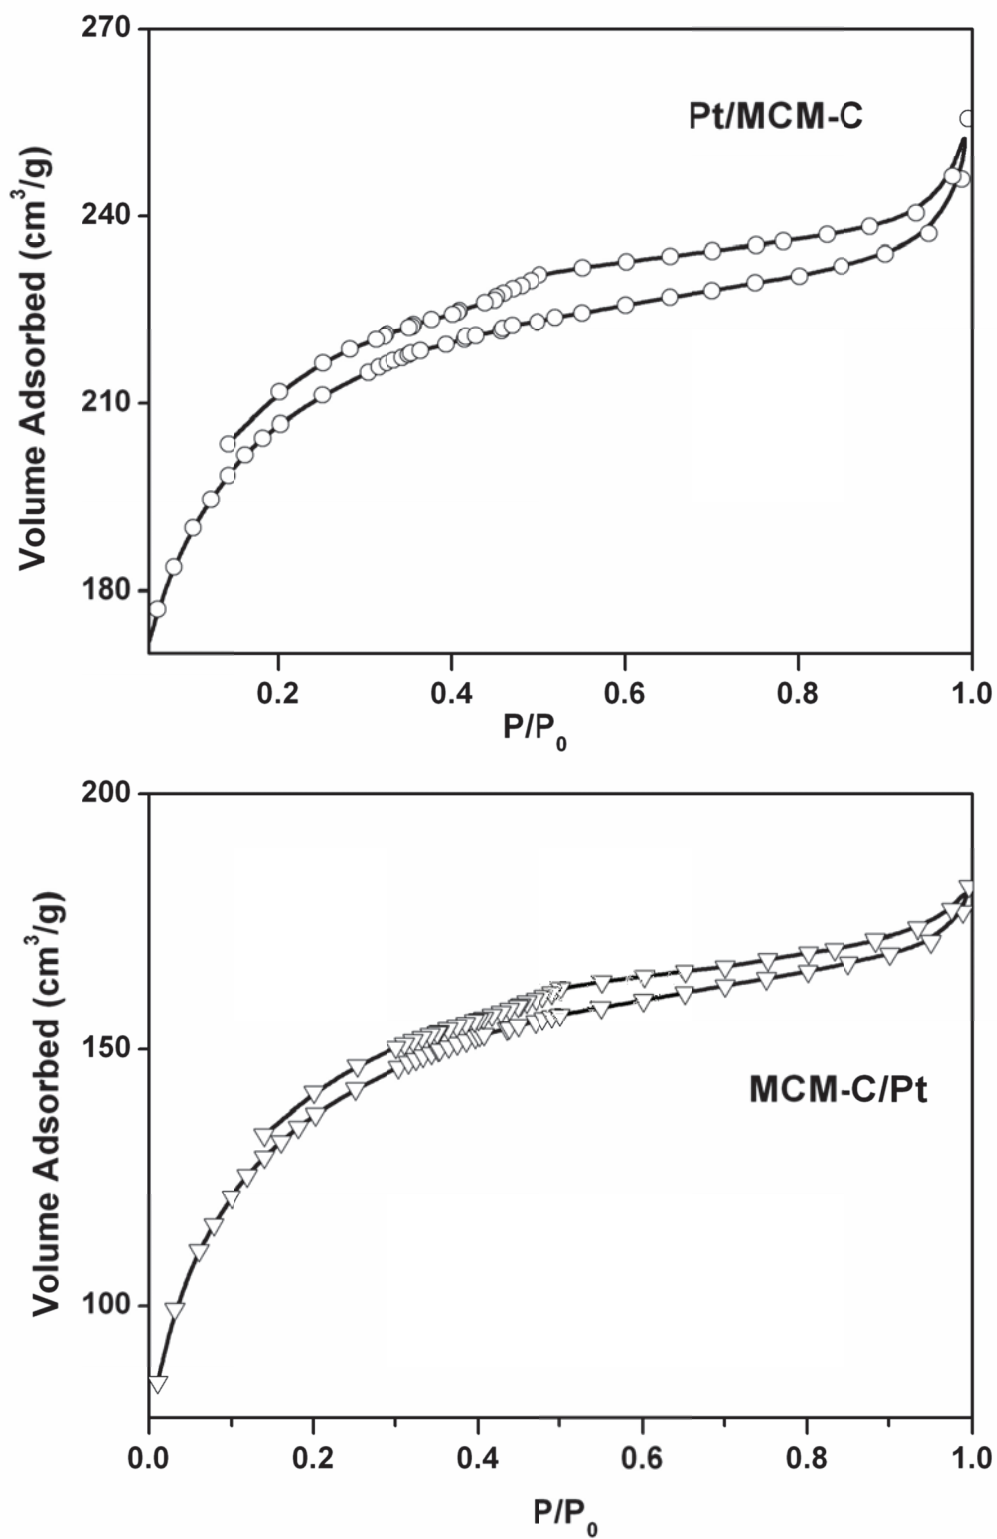 270
Pt/MCM-C
240
210
180
Volume Adsorbed (cm³/g)
0.2 0.4 0.6 0.8 1.0
P/P₀
200
150
MCM-C/Pt
100
Volume Adsorbed (cm³/g)
0.0 0.2 0.4 0.6 0.8 1.0
P/P₀